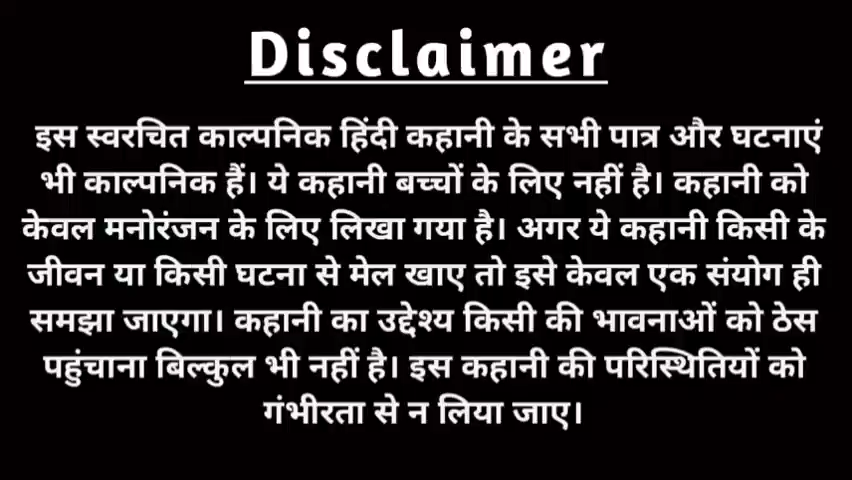 Disclaimer
इस स्वरचित काल्पनिक हिंदी कहानी के सभी पात्र और घटनाएं
भी काल्पनिक हैं। ये कहानी बच्चों के लिए नहीं है। कहानी को
केवल मनोरंजन के लिए लिखा गया है। अगर ये कहानी किसी के
जीवन या किसी घटना से मेल खाए तो इसे केवल एक संयोग ही
समझा जाएगा। कहानी का उद्देश्य किसी की भावनाओं को ठेस
पहुंचाना बिल्कुल भी नहीं है। इस कहानी की परिस्थितियों को
गंभीरता से न लिया जाए।